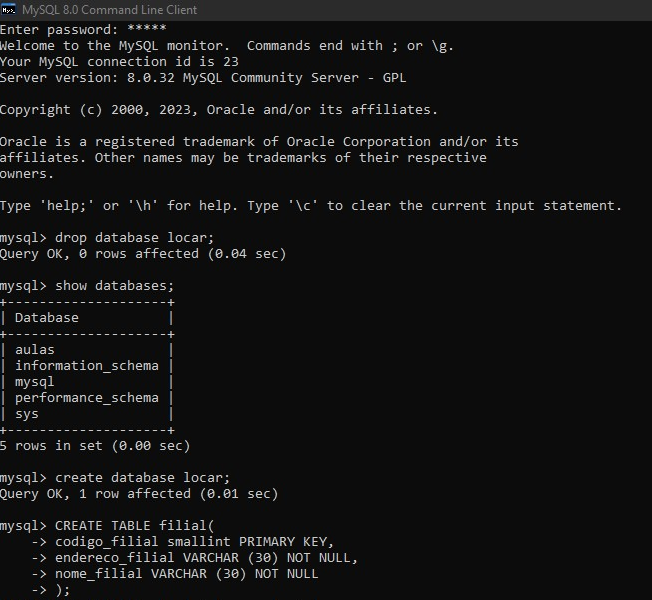 MySQL 8.0 Command Line Client
Enter password: *****
Welcome to the MySQL monitor.  Commands end with ; or \g.
Your MySQL connection id is 23
Server version: 8.0.32 MySQL Community Server - GPL

Copyright (c) 2000, 2023, Oracle and/or its affiliates.

Oracle is a registered trademark of Oracle Corporation and/or its
affiliates. Other names may be trademarks of their respective
owners.

Type 'help;' or '\h' for help. Type '\c' to clear the current input statement.

mysql> drop database locar;
Query OK, 0 rows affected (0.04 sec)

mysql> show databases;
+--------------------+
| Database           |
+--------------------+
| aulas              |
| information_schema |
| mysql              |
| performance_schema |
| sys                |
+--------------------+
5 rows in set (0.00 sec)

mysql> create database locar;
Query OK, 1 row affected (0.01 sec)

mysql> CREATE TABLE filial(
    -> codigo_filial smallint PRIMARY KEY,
    -> endereco_filial VARCHAR (30) NOT NULL,
    -> nome_filial VARCHAR (30) NOT NULL
    -> );